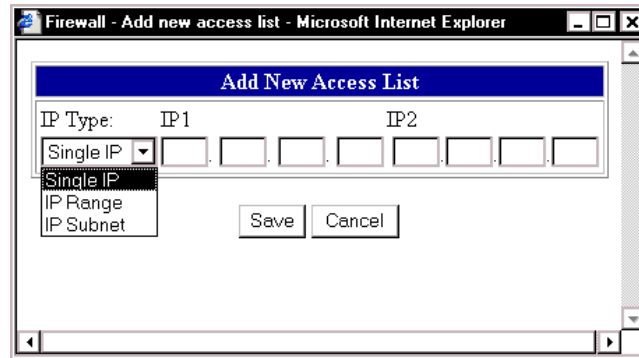 Firewall - Add new access list - Microsoft Internet Explorer
Add New Access List
IP Type: IP1 IP2
Single IP . . . . . .
Single IP
IP Range
IP Subnet
Save Cancel